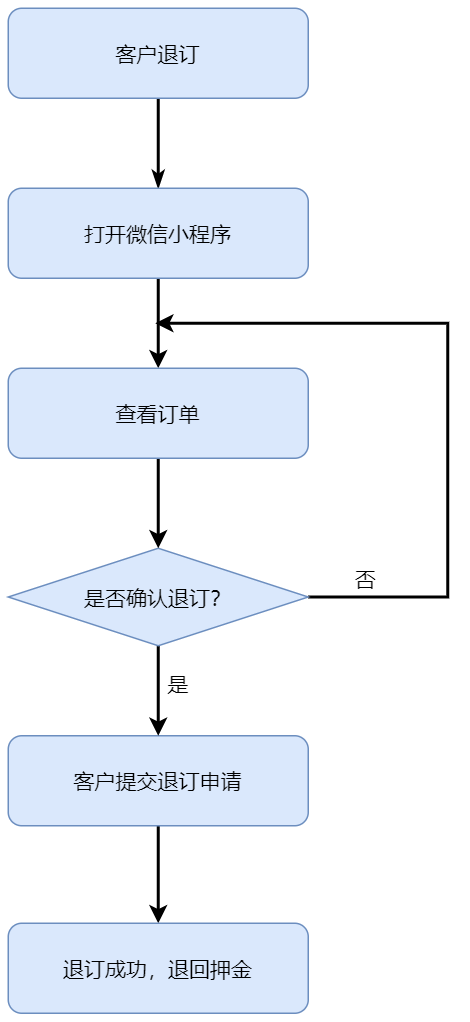 客户退订
打开微信小程序
查看订单
是否确认退订？
否
是
客户提交退订申请
退订成功，退回押金